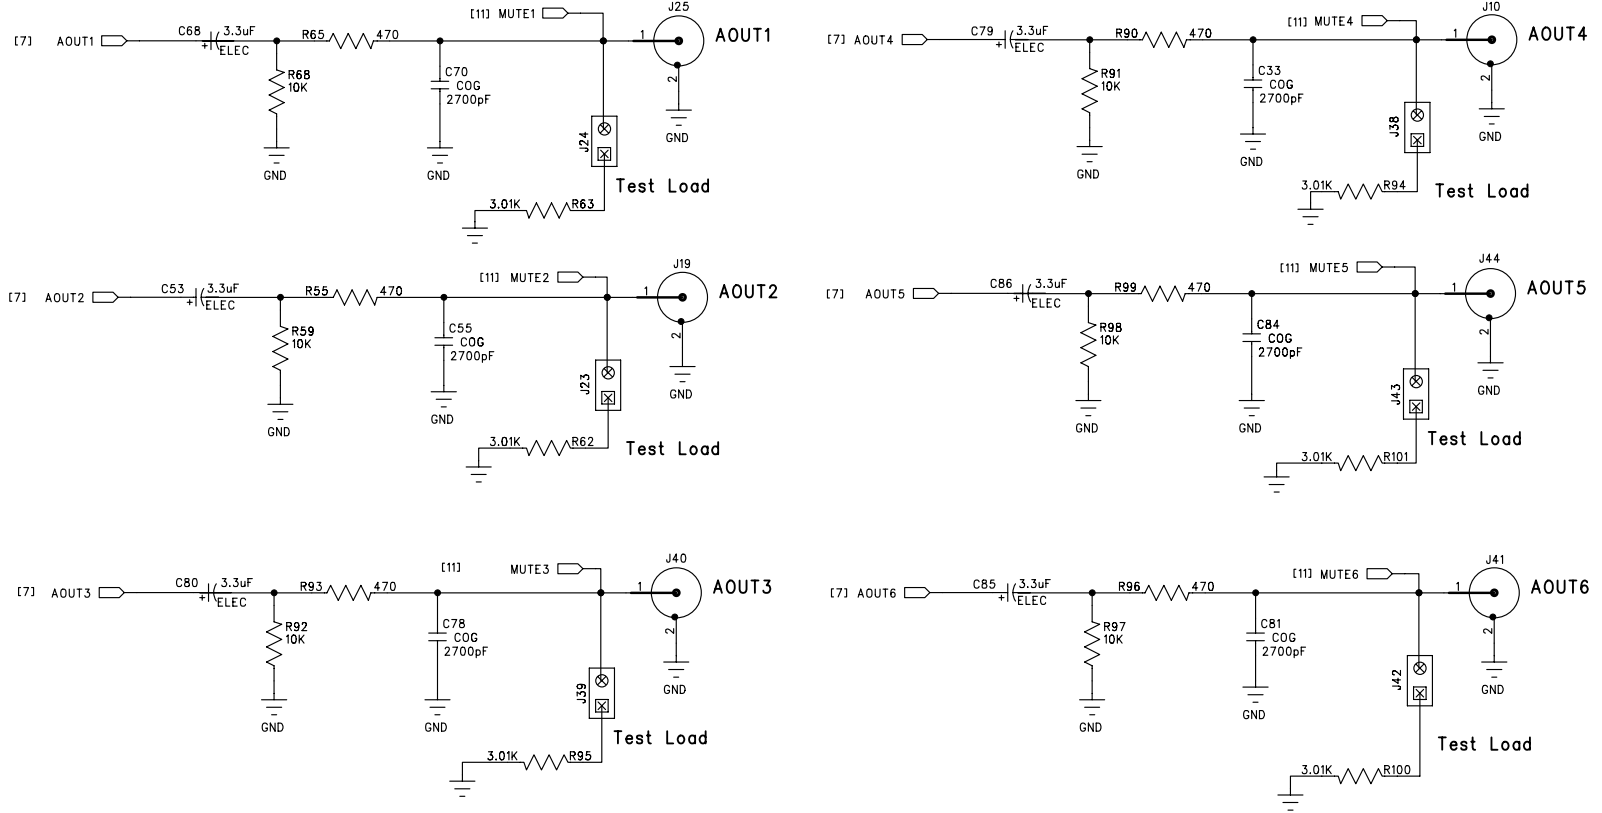 [11] MUTE1
J25
[7] AOUT1
C68
3.3uF
+
ELEC
R65
470
1
AOUT1
R68
10K
C70
COG
2700pF
2
GND
GND
GND
J24
Test Load
3.01K
R63
[11] MUTE4
J10
[7] AOUT4
C79
3.3uF
+
ELEC
R90
470
1
AOUT4
R91
10K
C33
COG
2700pF
2
GND
GND
GND
J38
Test Load
3.01K
R94
[11] MUTE2
J19
[7] AOUT2
C53
3.3uF
+
ELEC
R55
470
1
AOUT2
R59
10K
C55
COG
2700pF
2
GND
GND
GND
J23
Test Load
3.01K
R62
[11] MUTE5
J44
[7] AOUT5
C86
3.3uF
+
ELEC
R99
470
1
AOUT5
R98
10K
C84
COG
2700pF
2
GND
GND
GND
J43
Test Load
3.01K
R101
[11] MUTE3
J40
[7] AOUT3
C80
3.3uF
+
ELEC
R93
470
1
AOUT3
R92
10K
C78
COG
2700pF
2
GND
GND
GND
J39
Test Load
3.01K
R95
[11] MUTE6
J41
[7] AOUT6
C85
3.3uF
+
ELEC
R96
470
1
AOUT6
R97
10K
C81
COG
2700pF
2
GND
GND
GND
J42
Test Load
3.01K
R100